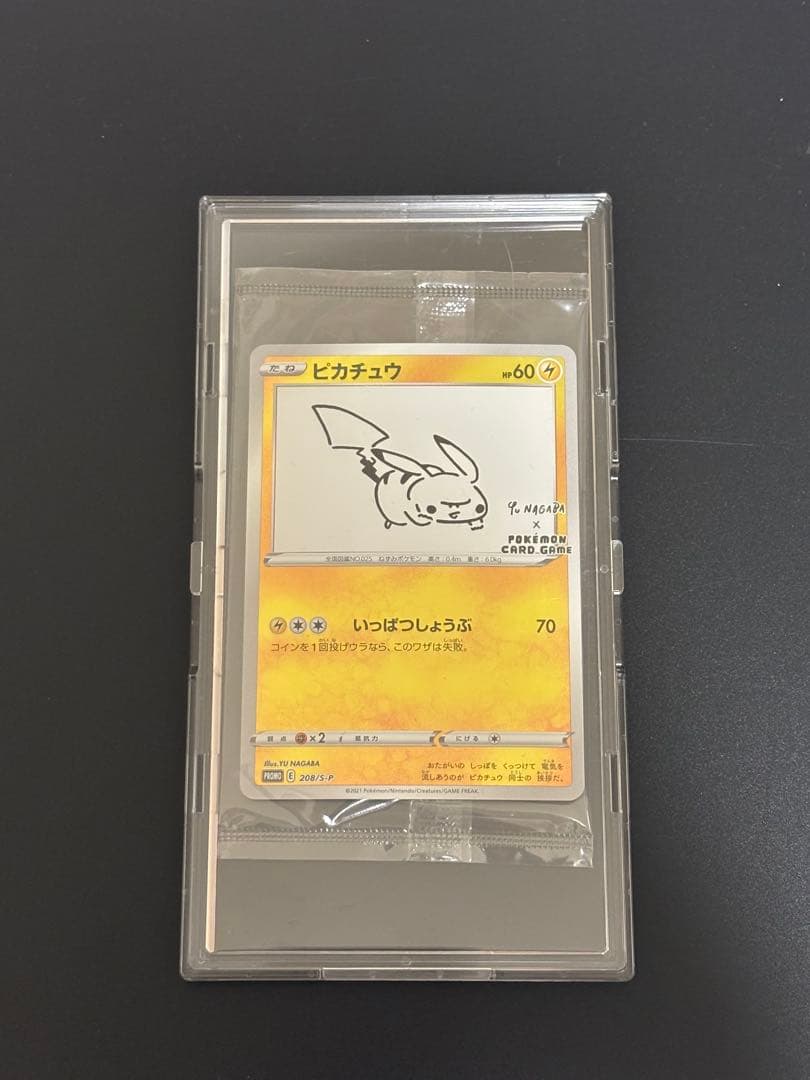 たね ピカチュウ HP60
Yu NAGABA
×
POKÉMON
CARD GAME
全国図鑑NO.025 ねずみポケモン 高さ:0.4m 重さ:6.0kg
いっぱつしょうぶ 70
コインを1回投げウラなら、このワザは失敗。
弱点 ×2 抵抗力 にげる
Illus.YU NAGABA
PROMO E 208/S-P
おたがいの しっぽを くっつけて 電気を
流しあうのが ピカチュウ 同士の 挨拶だ。
©2021 Pokémon/Nintendo/Creatures/GAME FREAK.